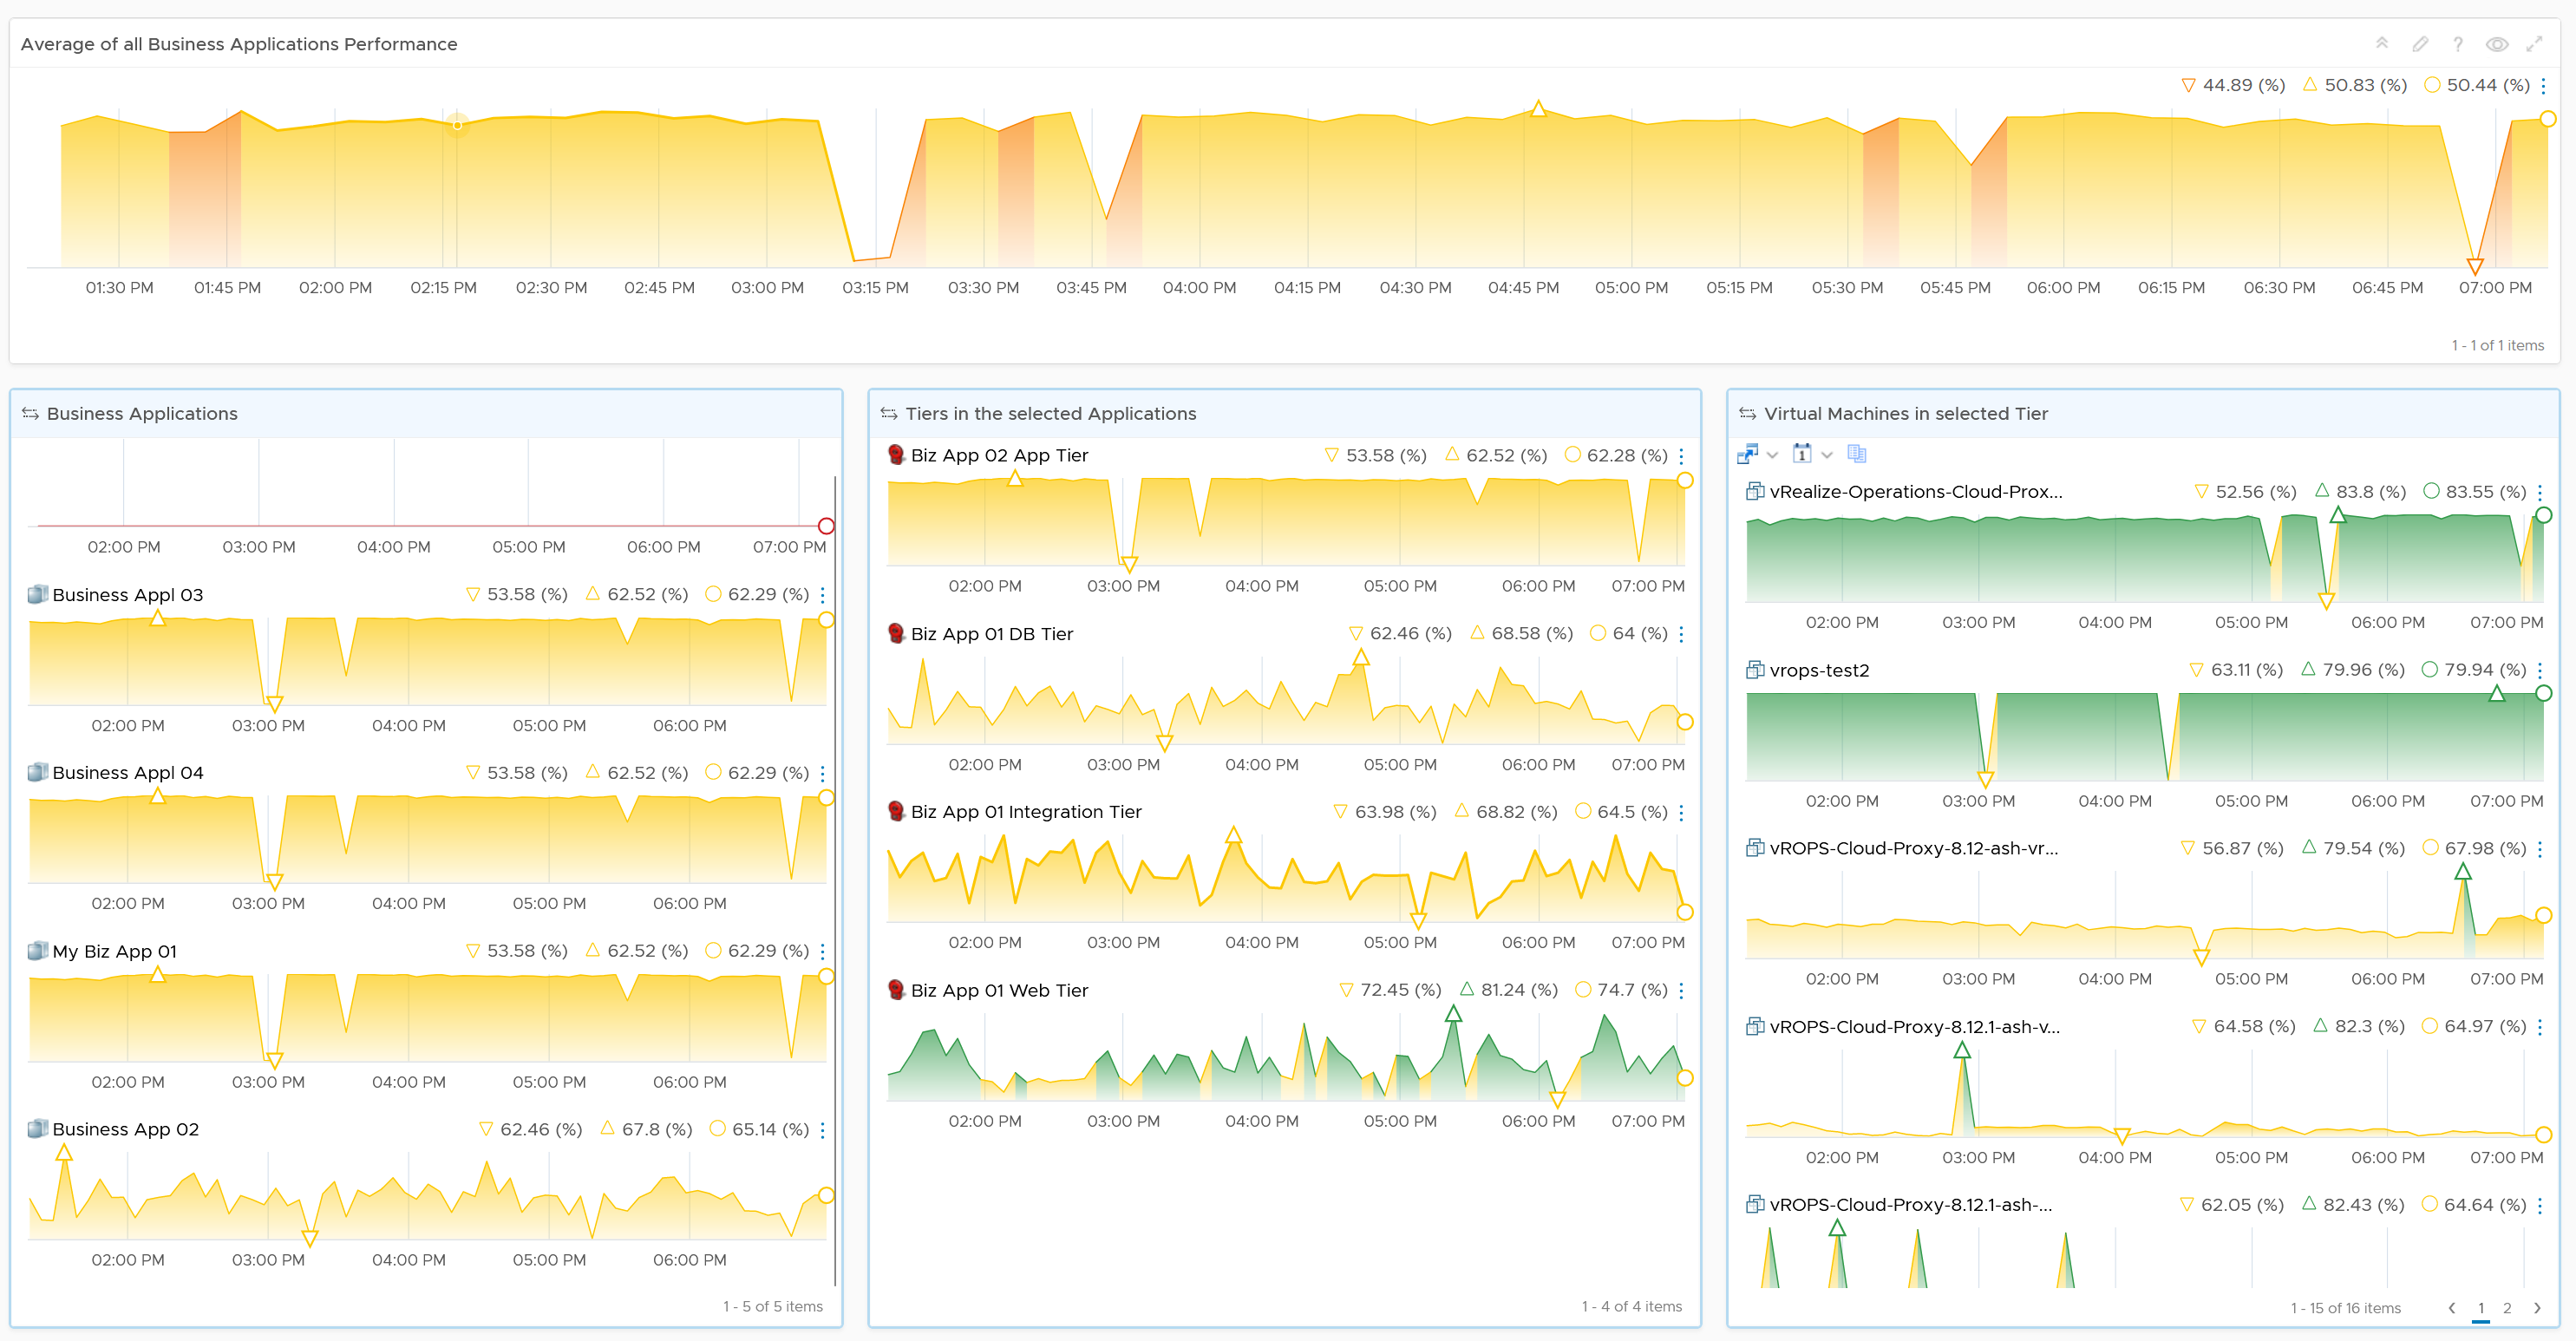 Average of all Business Applications Performance
?
44.89 (%) 50.83 (%) 50.44 (%)
01:30 PM 01:45 PM 02:00 PM 02:15 PM 02:30 PM 02:45 PM 03:00 PM 03:15 PM 03:30 PM 03:45 PM 04:00 PM 04:15 PM 04:30 PM 04:45 PM 05:00 PM 05:15 PM 05:30 PM 05:45 PM 06:00 PM 06:15 PM 06:30 PM 06:45 PM 07:00 PM
1 - 1 of 1 items
Business Applications
02:00 PM 03:00 PM 04:00 PM 05:00 PM 06:00 PM 07:00 PM
Business Appl 03 53.58 (%) 62.52 (%) 62.29 (%)
02:00 PM 03:00 PM 04:00 PM 05:00 PM 06:00 PM
Business Appl 04 53.58 (%) 62.52 (%) 62.29 (%)
02:00 PM 03:00 PM 04:00 PM 05:00 PM 06:00 PM
My Biz App 01 53.58 (%) 62.52 (%) 62.29 (%)
02:00 PM 03:00 PM 04:00 PM 05:00 PM 06:00 PM
Business App 02 62.46 (%) 67.8 (%) 65.14 (%)
02:00 PM 03:00 PM 04:00 PM 05:00 PM 06:00 PM
1 - 5 of 5 items
Tiers in the selected Applications
Biz App 02 App Tier 53.58 (%) 62.52 (%) 62.28 (%)
02:00 PM 03:00 PM 04:00 PM 05:00 PM 06:00 PM 07:00 PM
Biz App 01 DB Tier 62.46 (%) 68.58 (%) 64 (%)
02:00 PM 03:00 PM 04:00 PM 05:00 PM 06:00 PM 07:00 PM
Biz App 01 Integration Tier 63.98 (%) 68.82 (%) 64.5 (%)
02:00 PM 03:00 PM 04:00 PM 05:00 PM 06:00 PM 07:00 PM
Biz App 01 Web Tier 72.45 (%) 81.24 (%) 74.7 (%)
02:00 PM 03:00 PM 04:00 PM 05:00 PM 06:00 PM 07:00 PM
1 - 4 of 4 items
Virtual Machines in selected Tier
1
vRealize-Operations-Cloud-Prox... 52.56 (%) 83.8 (%) 83.55 (%)
02:00 PM 03:00 PM 04:00 PM 05:00 PM 06:00 PM 07:00 PM
vrops-test2 63.11 (%) 79.96 (%) 79.94 (%)
02:00 PM 03:00 PM 04:00 PM 05:00 PM 06:00 PM 07:00 PM
vROPS-Cloud-Proxy-8.12-ash-vr... 56.87 (%) 79.54 (%) 67.98 (%)
02:00 PM 03:00 PM 04:00 PM 05:00 PM 06:00 PM 07:00 PM
vROPS-Cloud-Proxy-8.12.1-ash-v... 64.58 (%) 82.3 (%) 64.97 (%)
02:00 PM 03:00 PM 04:00 PM 05:00 PM 06:00 PM 07:00 PM
vROPS-Cloud-Proxy-8.12.1-ash-... 62.05 (%) 82.43 (%) 64.64 (%)
1 - 15 of 16 items 1 2